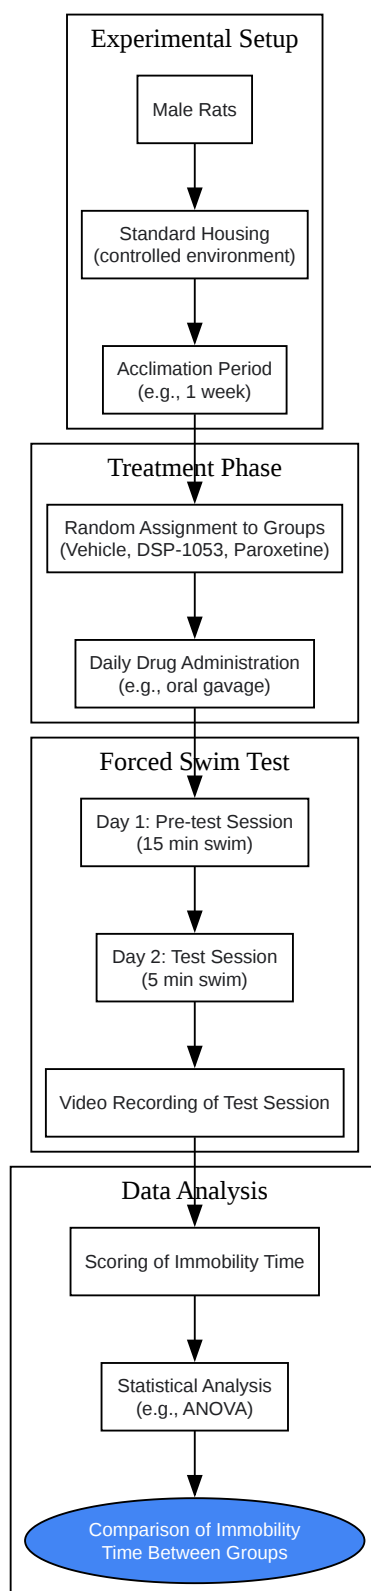 Experimental Setup
Male Rats
Standard Housing
(controlled environment)
Acclimation Period
(e.g., 1 week)
Treatment Phase
Random Assignment to Groups
(Vehicle, DSP-1053, Paroxetine)
Daily Drug Administration
(e.g., oral gavage)
Forced Swim Test
Day 1: Pre-test Session
(15 min swim)
Day 2: Test Session
(5 min swim)
Video Recording of Test Session
Data Analysis
Scoring of Immobility Time
Statistical Analysis
(e.g., ANOVA)
Comparison of Immobility
Time Between Groups